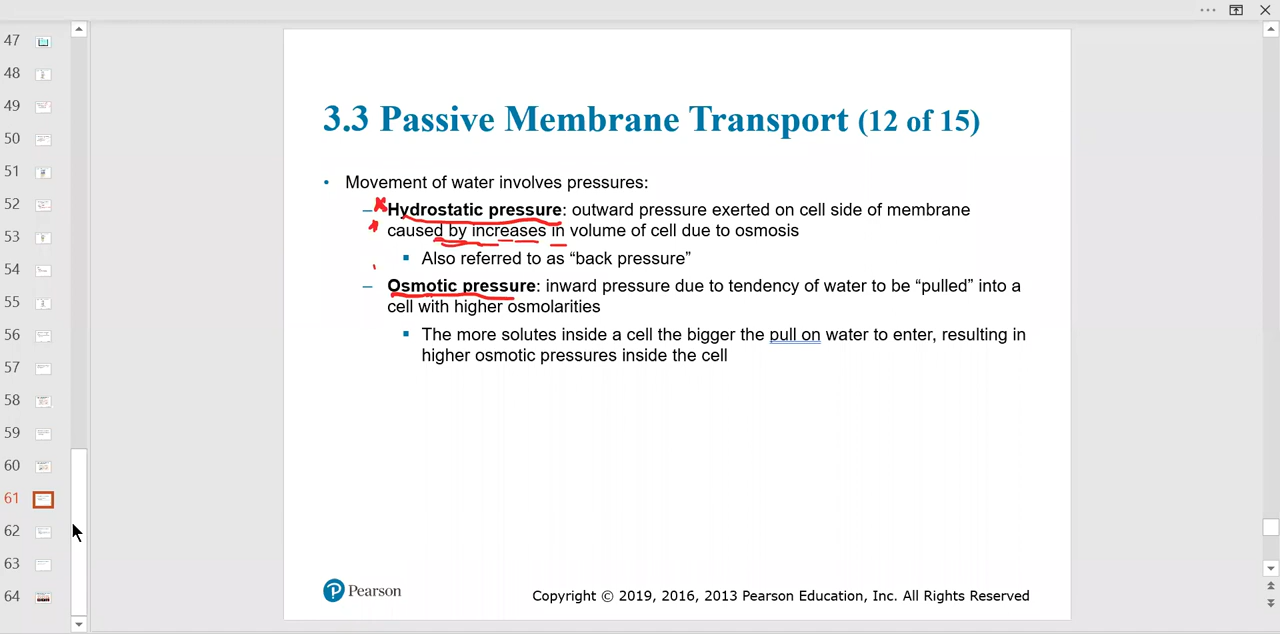 47
48
49
50
51
52
53
54
55
56
57
58
59
60
61
62
63
64
3.3 Passive Membrane Transport (12 of 15)
• Movement of water involves pressures:
– Hydrostatic pressure: outward pressure exerted on cell side of membrane
caused by increases in volume of cell due to osmosis
▪ Also referred to as “back pressure”
– Osmotic pressure: inward pressure due to tendency of water to be “pulled” into a
cell with higher osmolarities
▪ The more solutes inside a cell the bigger the pull on water to enter, resulting in
higher osmotic pressures inside the cell
P Pearson
Copyright © 2019, 2016, 2013 Pearson Education, Inc. All Rights Reserved